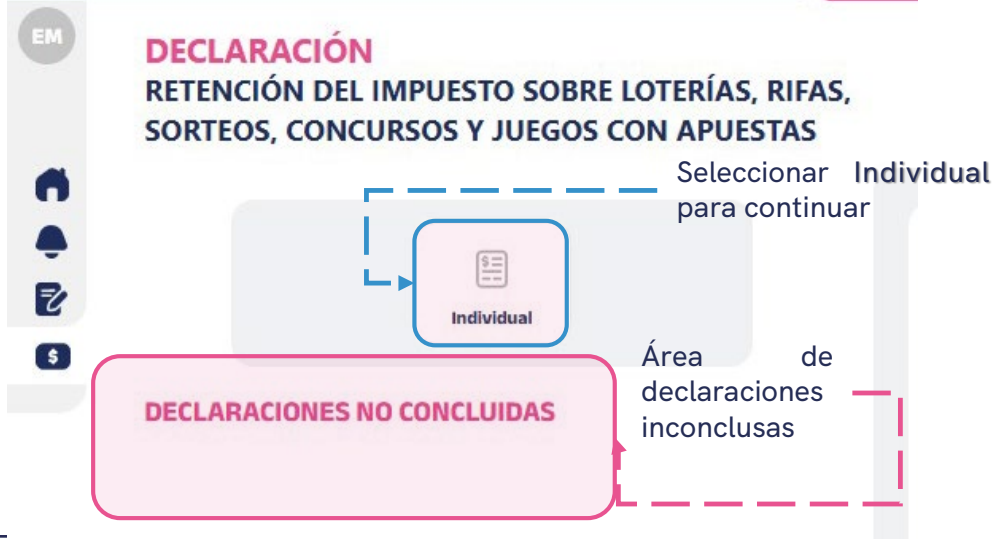 EM
DECLARACIÓN
RETENCIÓN DEL IMPUESTO SOBRE LOTERÍAS, RIFAS,
SORTEOS, CONCURSOS Y JUEGOS CON APUESTAS
Seleccionar Individual
para continuar
$
Individual
$
Área de
declaraciones
inconclusas
DECLARACIONES NO CONCLUIDAS